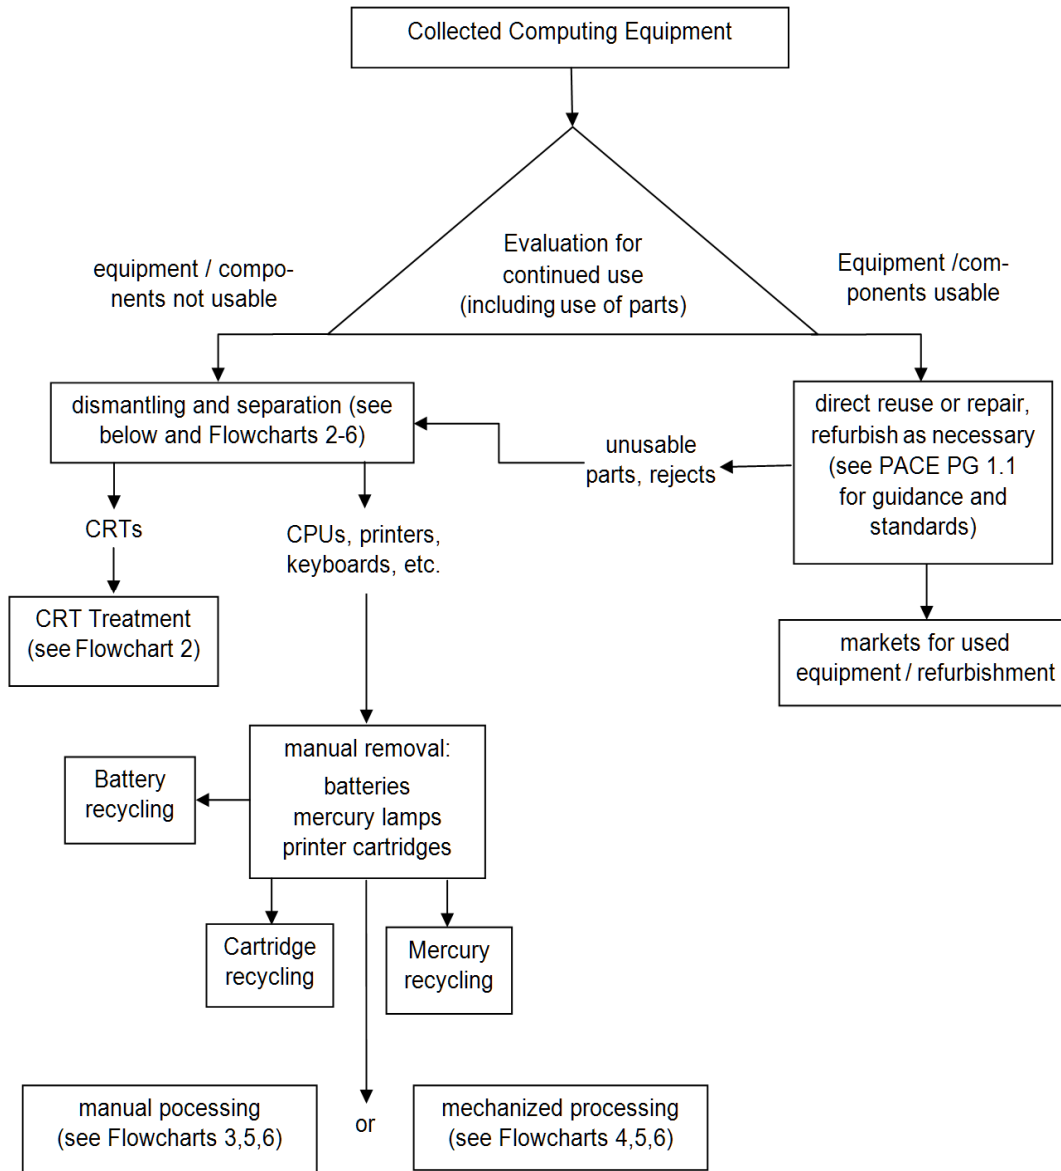 Collected Computing Equipment
Evaluation for
continued use
(including use of parts)
equipment / compo-
nents not usable
Equipment /com-
ponents usable
dismantling and separation (see
below and Flowcharts 2-6)
direct reuse or repair,
refurbish as necessary
(see PACE PG 1.1
for guidance and
standards)
unusable
parts, rejects
CRTs
CPUs, printers,
keyboards, etc.
CRT Treatment
(see Flowchart 2)
markets for used
equipment / refurbishment
manual removal:
batteries
mercury lamps
printer cartridges
Battery
recycling
Cartridge
recycling
Mercury
recycling
manual pocessing
(see Flowcharts 3,5,6)
or
mechanized processing
(see Flowcharts 4,5,6)